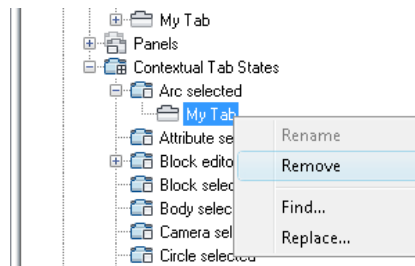 My Tab
Panels
Contextual Tab States
Arc selected
My Tab
Attribute se
Rename
Block edito
Remove
Block selec
Body selec
Find...
Camera sel
Replace...
Circle selected